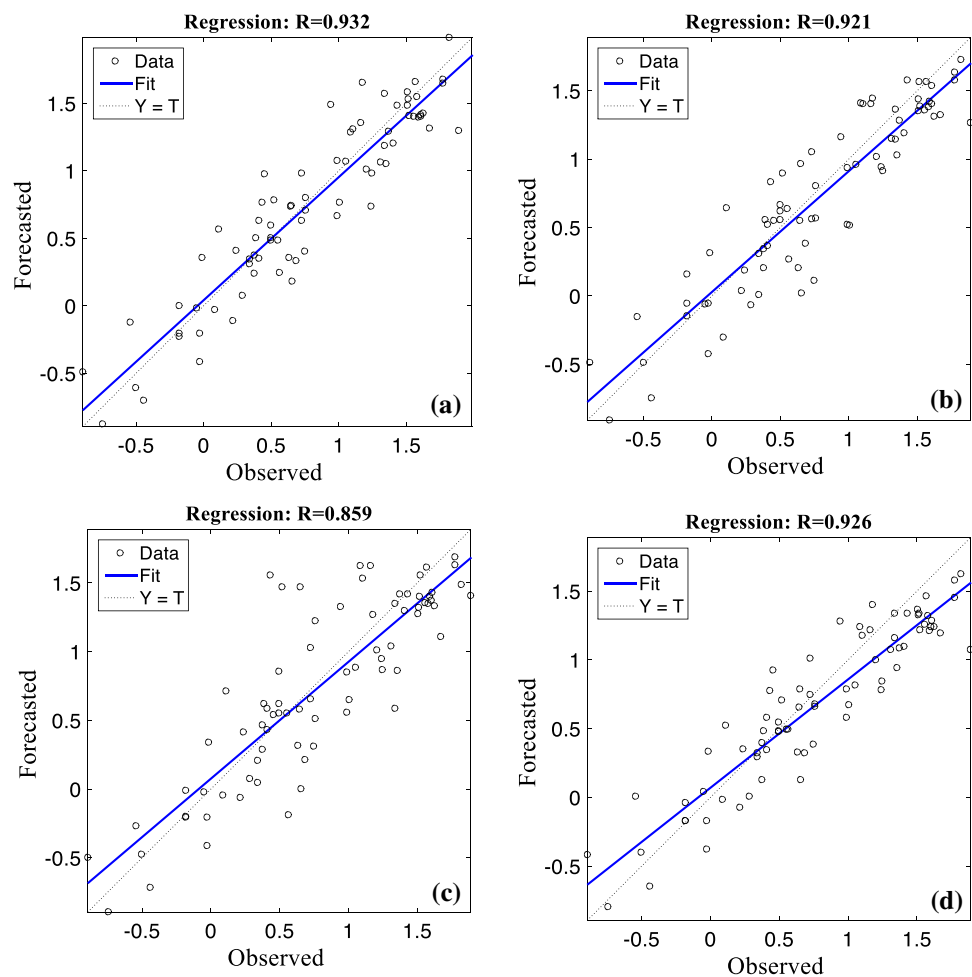 Regression: R=0.932
Data
Fit
Y = T
1.5
1
0.5
0
-0.5
Forecasted
(a)
-0.5 0 0.5 1 1.5
Observed
Regression: R=0.921
Data
Fit
Y = T
1.5
1
0.5
0
-0.5
Forecasted
(b)
-0.5 0 0.5 1 1.5
Observed
Regression: R=0.859
Data
Fit
Y = T
1.5
1
0.5
0
-0.5
Forecasted
(c)
-0.5 0 0.5 1 1.5
Observed
Regression: R=0.926
Data
Fit
Y = T
1.5
1
0.5
0
-0.5
Forecasted
(d)
-0.5 0 0.5 1 1.5
Observed